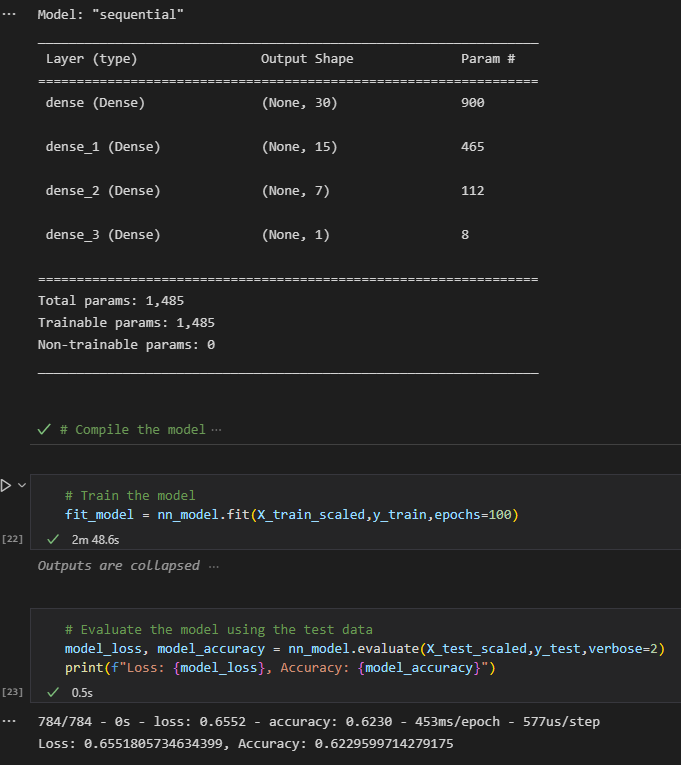 Model: "sequential"
Layer (type) Output Shape Param #
=================================================================
dense (Dense) (None, 30) 900
dense_1 (Dense) (None, 15) 465
dense_2 (Dense) (None, 7) 112
dense_3 (Dense) (None, 1) 8
=================================================================
Total params: 1,485
Trainable params: 1,485
Non-trainable params: 0
# Compile the model ...
# Train the model
fit_model = nn_model.fit(X_train_scaled,y_train,epochs=100)
[22] 2m 48.6s
Outputs are collapsed ...
# Evaluate the model using the test data
model_loss, model_accuracy = nn_model.evaluate(X_test_scaled,y_test,verbose=2)
print(f"Loss: {model_loss}, Accuracy: {model_accuracy}")
[23] 0.5s
784/784 - 0s - loss: 0.6552 - accuracy: 0.6230 - 453ms/epoch - 577us/step
Loss: 0.6551805734634399, Accuracy: 0.6229599714279175